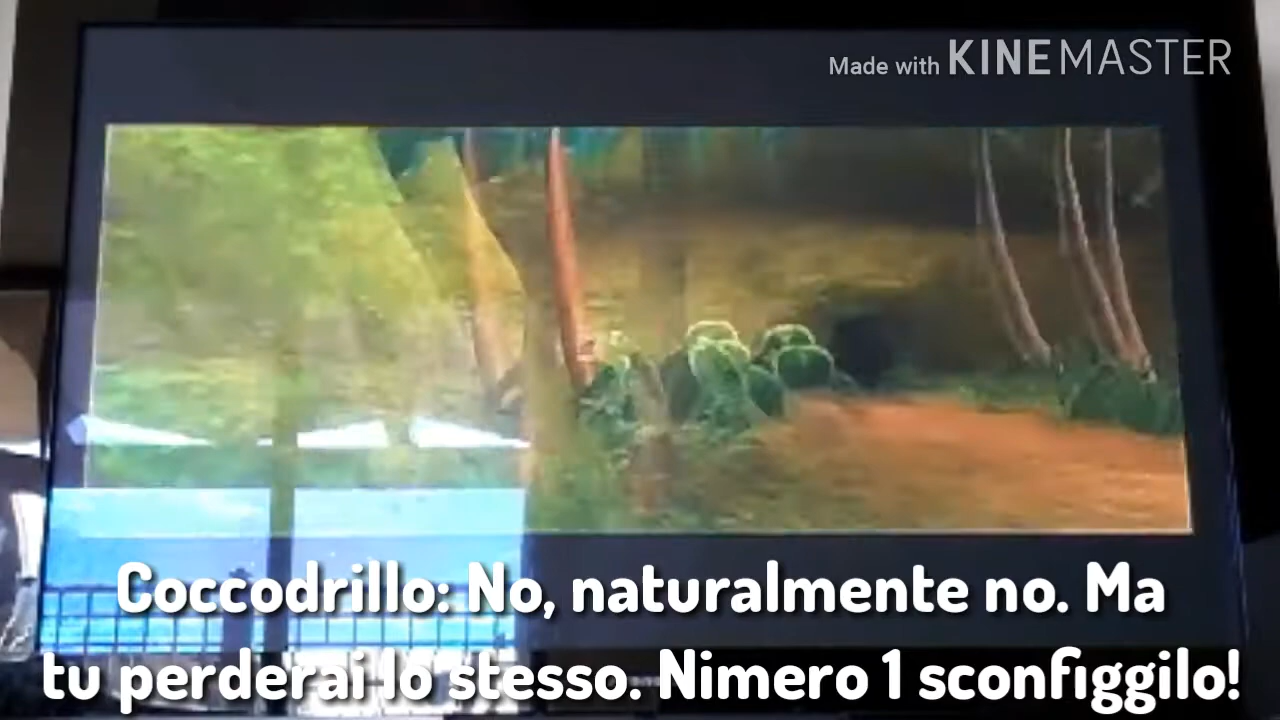 Made with KINEMASTER
Coccodrillo: No, naturalmente no. Ma
tu perderai lo stesso. Nimero 1 sconfiggilo!